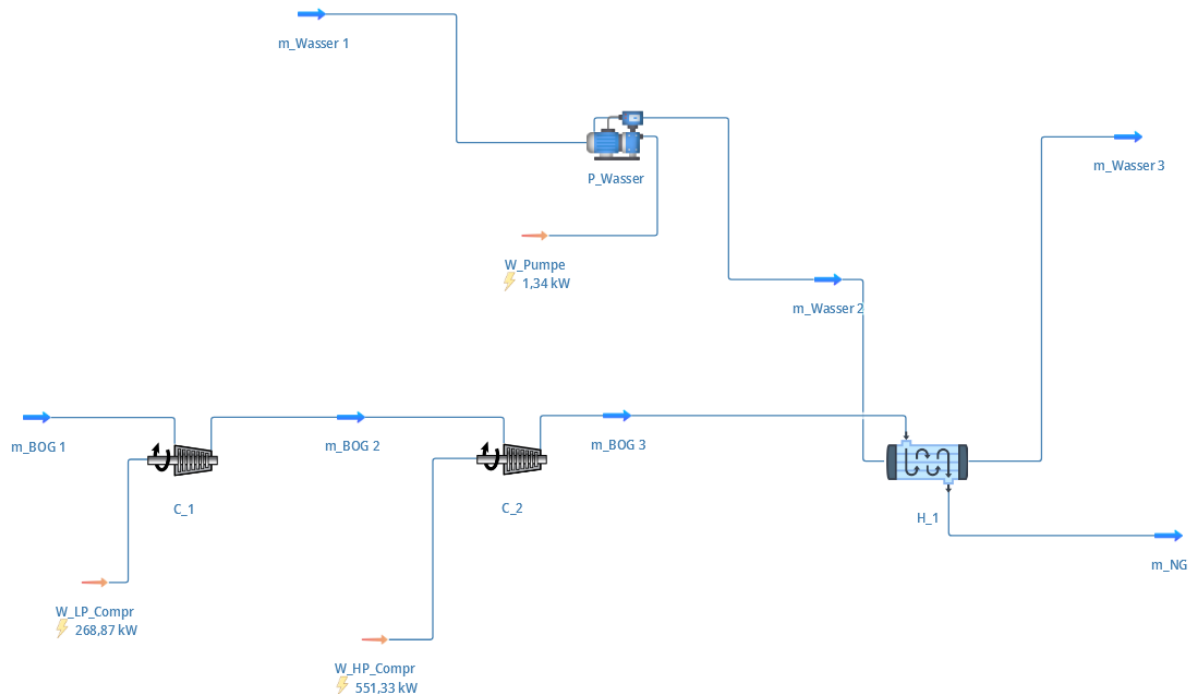 m_Wasser 1
P_Wasser
m_Wasser 3
W_Pumpe
1,34 kW
m_Wasser 2
m_BOG 1
m_BOG 2
m_BOG 3
C_1
C_2
H_1
m_NG
W_LP_Compr
268,87 kW
W_HP_Compr
551,33 kW